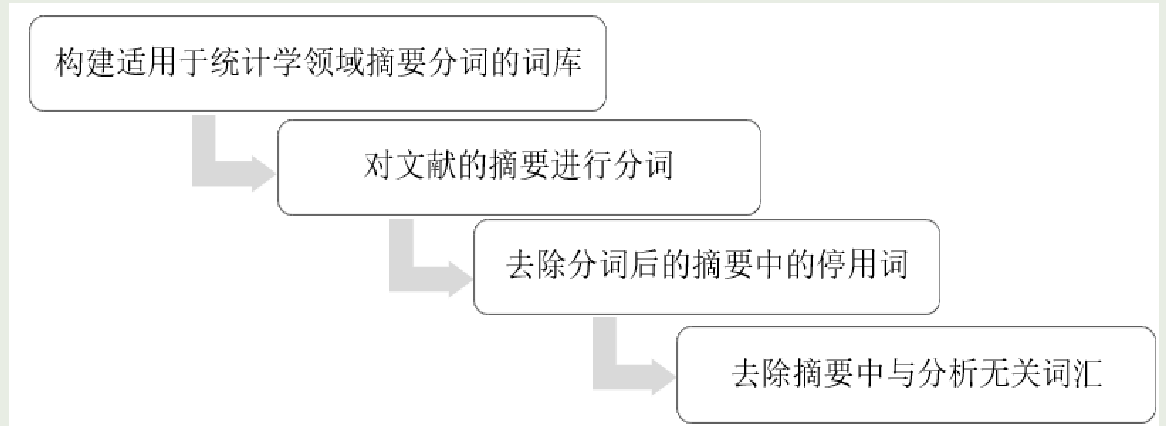 构建适用于统计学领域摘要分词的词库
对文献的摘要进行分词
去除分词后的摘要中的停用词
去除摘要中与分析无关词汇